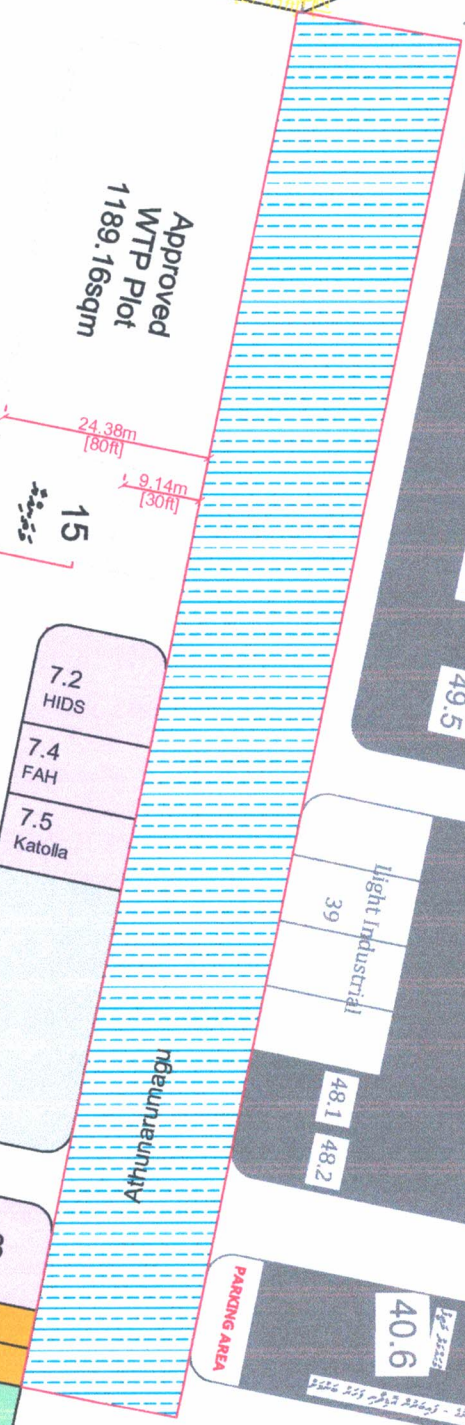 Approved
WTP Plot
1189.16sqm
24.38m
[80ft]
9.14m
[30ft]
15
49.5
7.2
HIDS
7.4
FAH
7.5
Katolla
Light Industrial
39
48.1
48.2
Athunarumagu
PARKING AREA
40.6